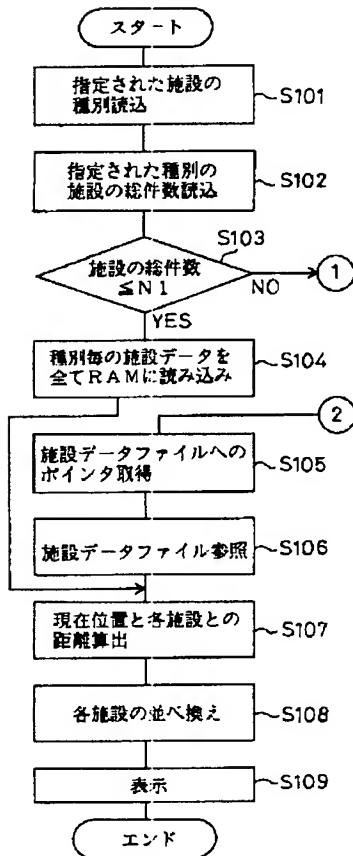 スタート
指定された施設の
種別読込
S101
指定された種別の
施設の総件数読込
S102
S103
施設の総件数
≦N1
NO
1
YES
種別毎の施設データを
全てRAMに読み込み
S104
2
施設データファイルへの
ポインタ取得
S105
施設データファイル参照
S106
現在位置と各施設との
距離算出
S107
各施設の並べ換え
S108
表示
S109
エンド